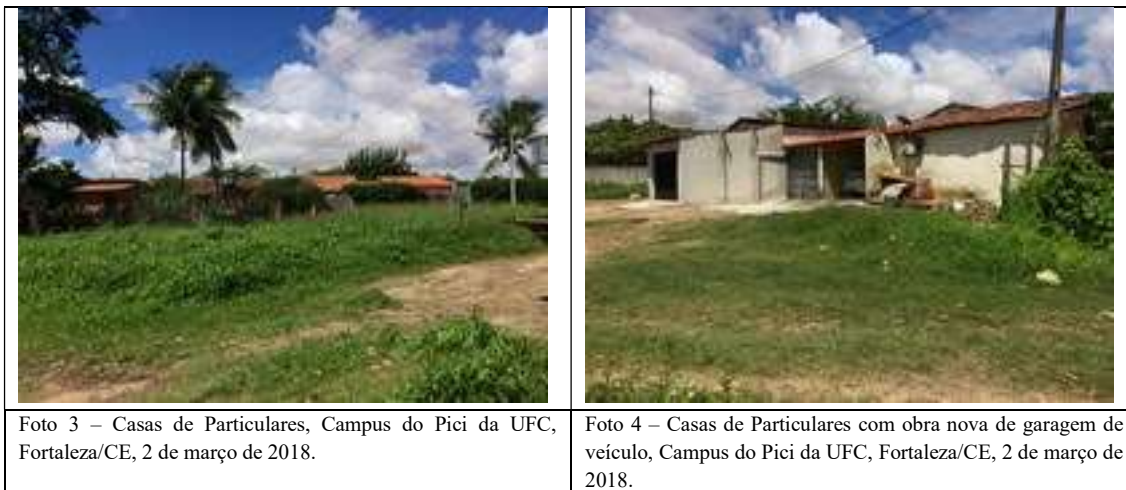 Foto 3 – Casas de Particulares, Campus do Pici da UFC,
Fortaleza/CE, 2 de março de 2018.
Foto 4 – Casas de Particulares com obra nova de garagem de
veículo, Campus do Pici da UFC, Fortaleza/CE, 2 de março de
2018.